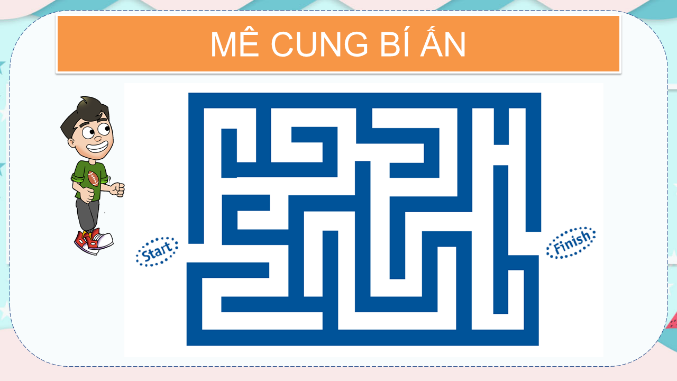 MÊ CUNG BÍ ẨN
Start
Finish